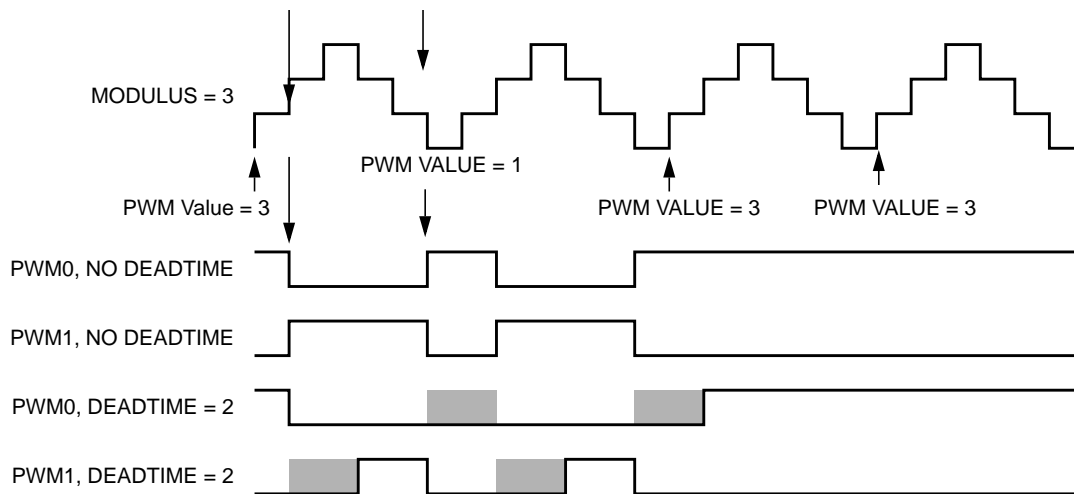 MODULUS = 3
PWM VALUE = 1
PWM Value = 3
PWM VALUE = 3
PWM VALUE = 3
PWM0, NO DEADTIME
PWM1, NO DEADTIME
PWM0, DEADTIME = 2
PWM1, DEADTIME = 2